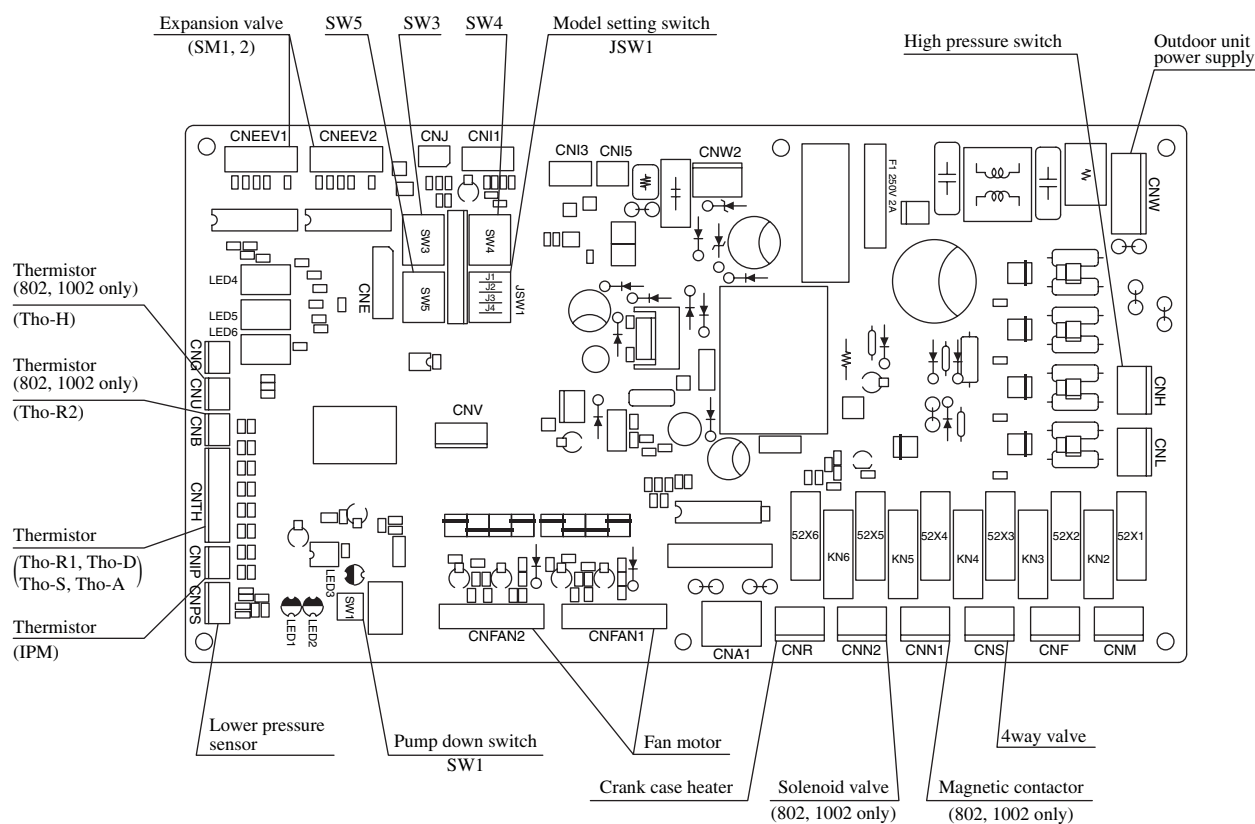 Expansion valve
(SM1, 2)
SW5
SW3
SW4
Model setting switch
JSW1
High pressure switch
Outdoor unit
power supply
CNEEV1
CNEEV2
CNJ
CNI1
CNI3
CNI5
CNW2
F1 250V 2A
CNW
SW3
SW4
SW5
J1
J2
J3
J4
JSW1
CNE
LED4
LED5
LED6
Thermistor
(802, 1002 only)
(Tho-H)
Thermistor
(802, 1002 only)
(Tho-R2)
CNG
CNU
CNB
CNTH
CNIP
CNPS
CNV
CNH
CNL
Thermistor
(Tho-R1, Tho-D
Tho-S, Tho-A)
Thermistor
(IPM)
LED3
SW1
LED1
LED2
52X6
KN6
52X5
KN5
52X4
KN4
52X3
KN3
52X2
KN2
52X1
CNFAN2
CNFAN1
CNA1
CNR
CNN2
CNN1
CNS
CNF
CNM
Lower pressure
sensor
Pump down switch
SW1
Fan motor
4way valve
Crank case heater
Solenoid valve
(802, 1002 only)
Magnetic contactor
(802, 1002 only)